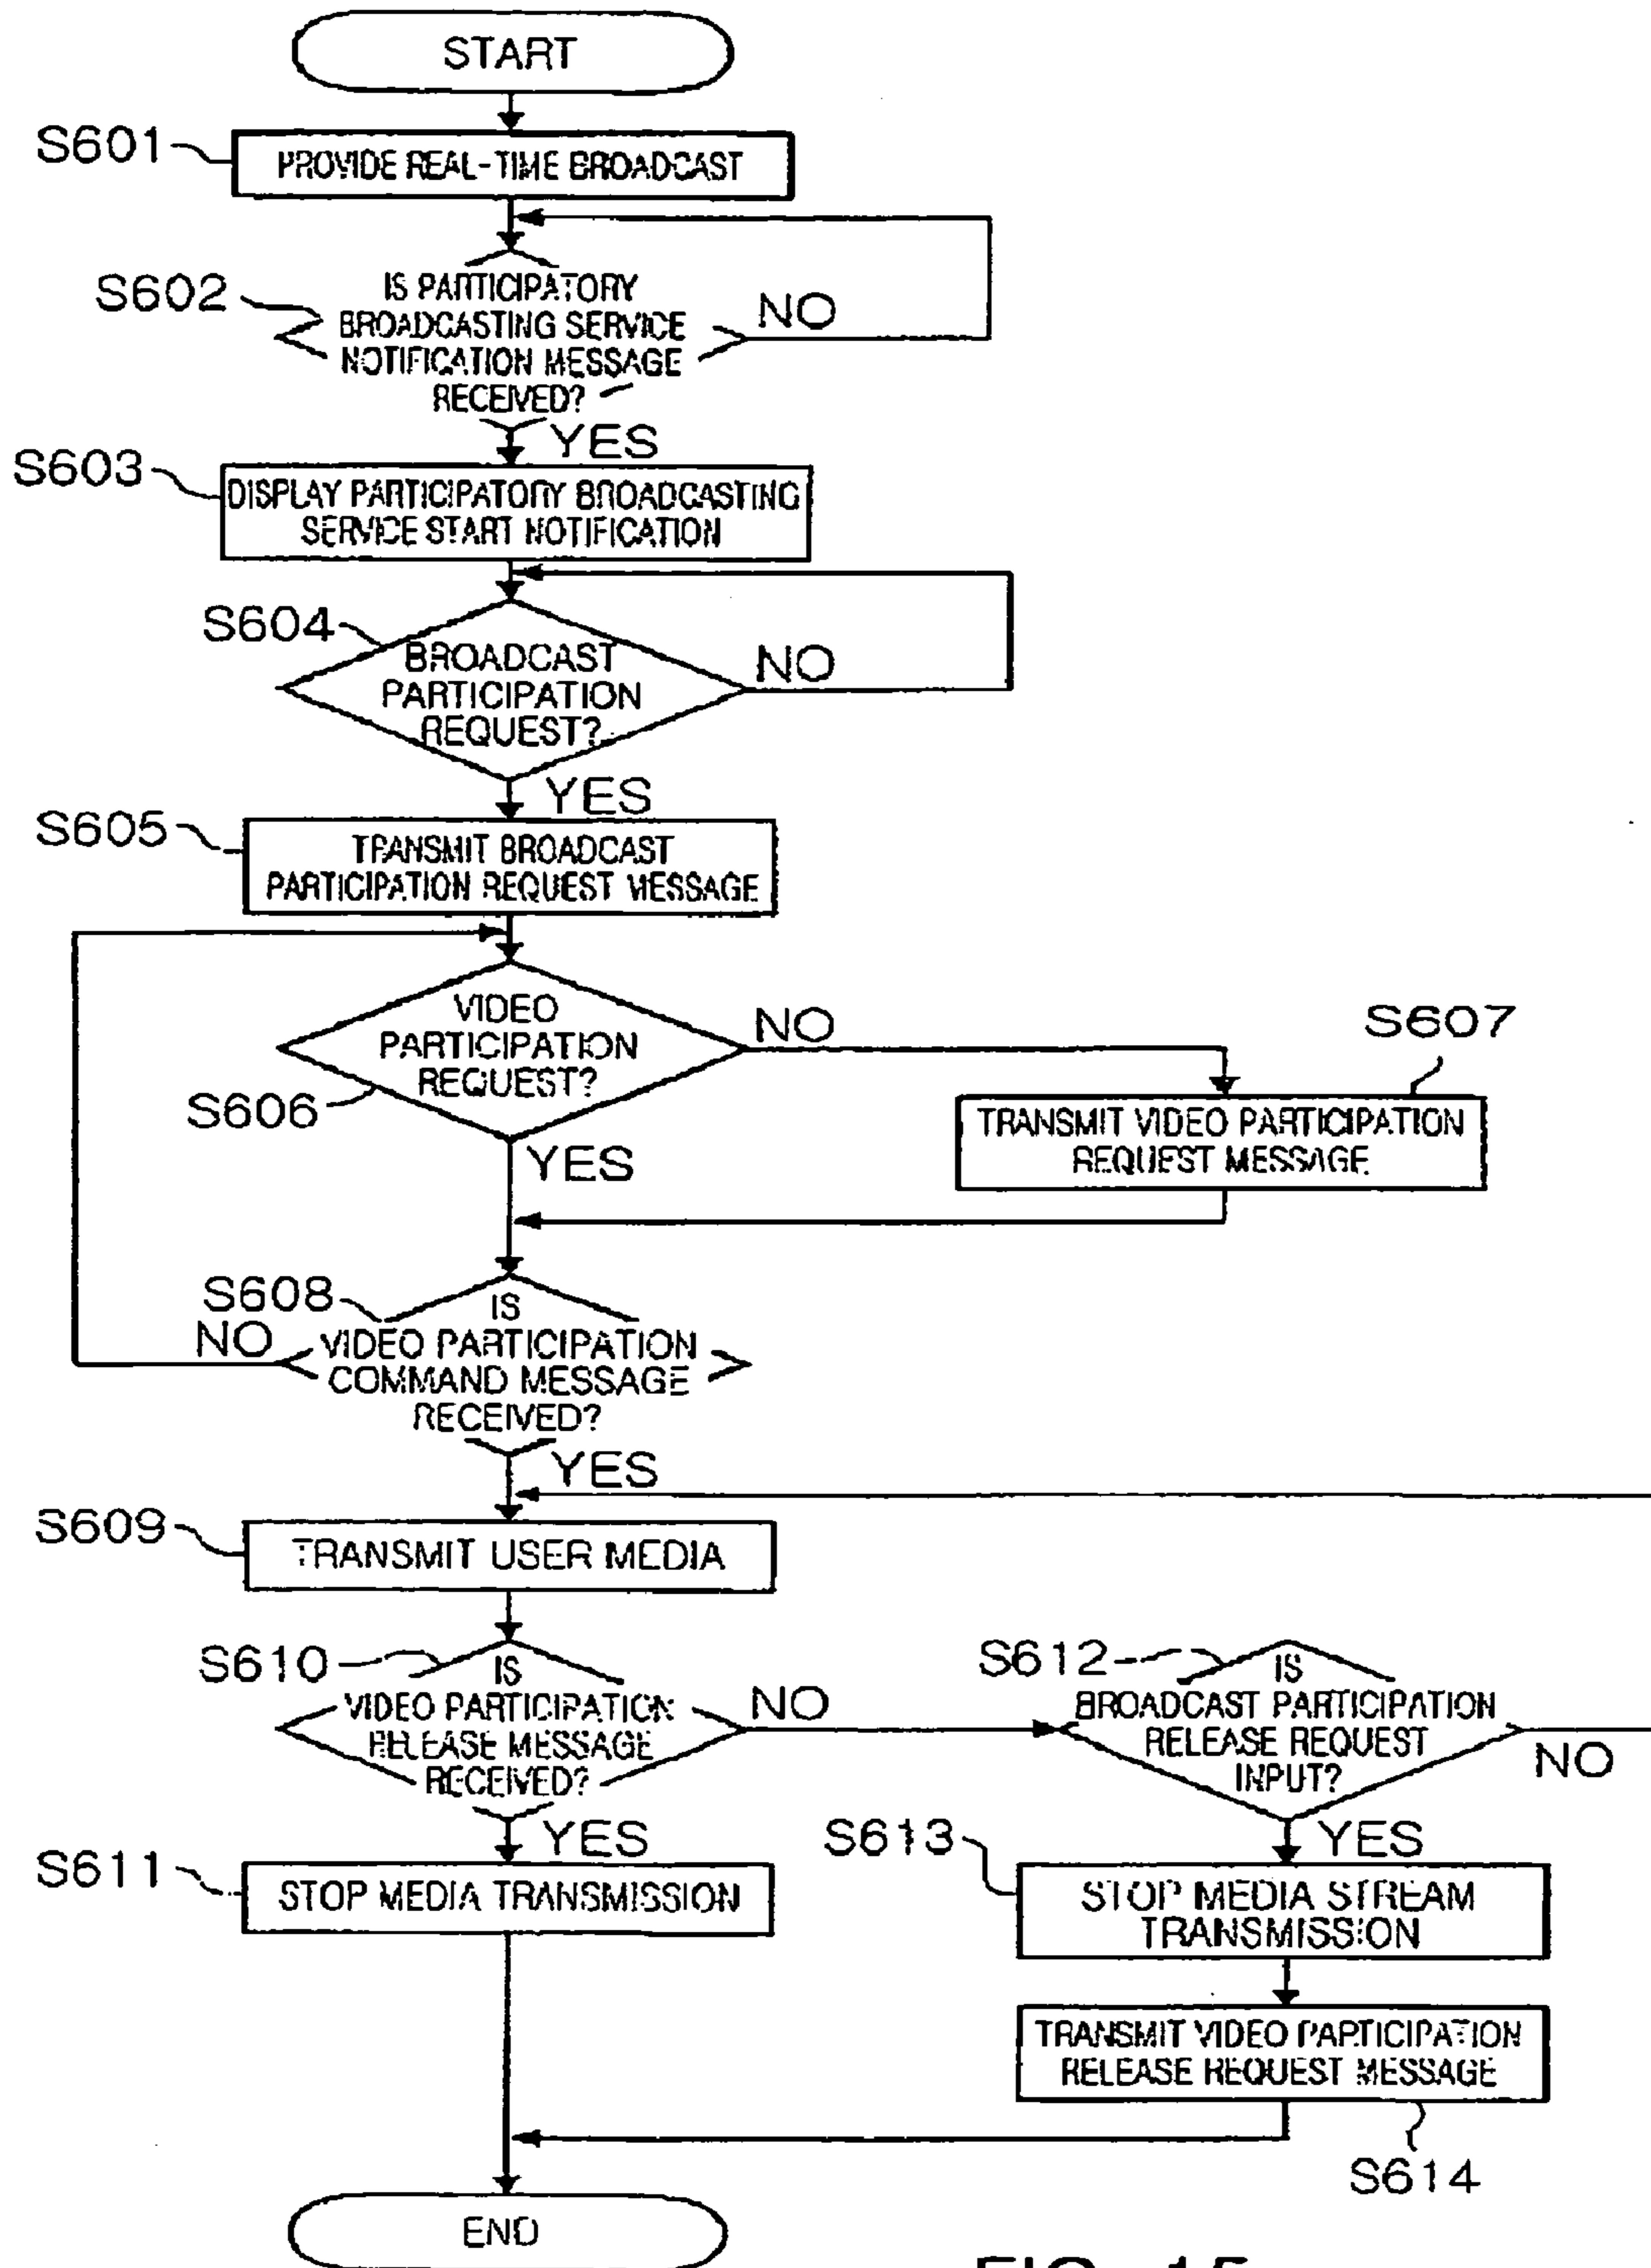 START
S601
PROVIDE REAL-TIME BROADCAST
S602
IS PARTICIPATORY
BROADCASTING SERVICE
NOTIFICATION MESSAGE
RECEIVED?
NO
YES
S603
DISPLAY PARTICIPATORY BROADCASTING
SERVICE START NOTIFICATION
S604
BROADCAST
PARTICIPATION
REQUEST?
NO
YES
S605
TRANSMIT BROADCAST
PARTICIPATION REQUEST MESSAGE
VIDEO
PARTICIPATION
REQUEST?
NO
S606
YES
S607
TRANSMIT VIDEO PARTICIPATION
REQUEST MESSAGE
S608
IS
VIDEO PARTICIPATION
COMMAND MESSAGE
RECEIVED?
NO
YES
S609
TRANSMIT USER MEDIA
S610
IS
VIDEO PARTICIPATION
RELEASE MESSAGE
RECEIVED?
NO
YES
S612
IS
BROADCAST PARTICIPATION
RELEASE REQUEST
INPUT?
NO
YES
S611
STOP MEDIA TRANSMISSION
S613
STOP MEDIA STREAM
TRANSMISSION
TRANSMIT VIDEO PARTICIPATION
RELEASE REQUEST MESSAGE
S614
END
FIG. 15